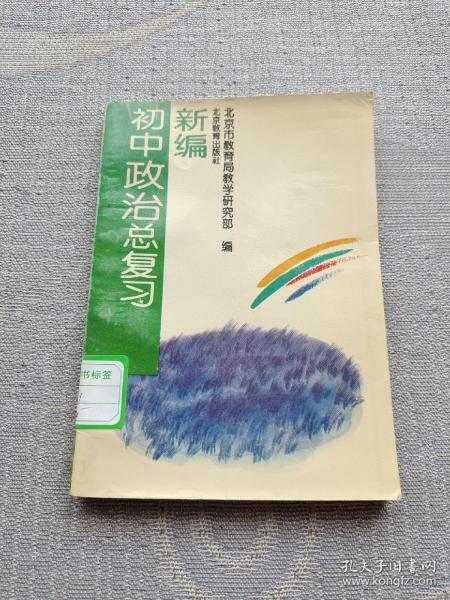 新编
初中政治总复习
北京市教育局教学研究部 编
北京教育出版社
书标签
孔夫子旧书网
www.kongfz.com